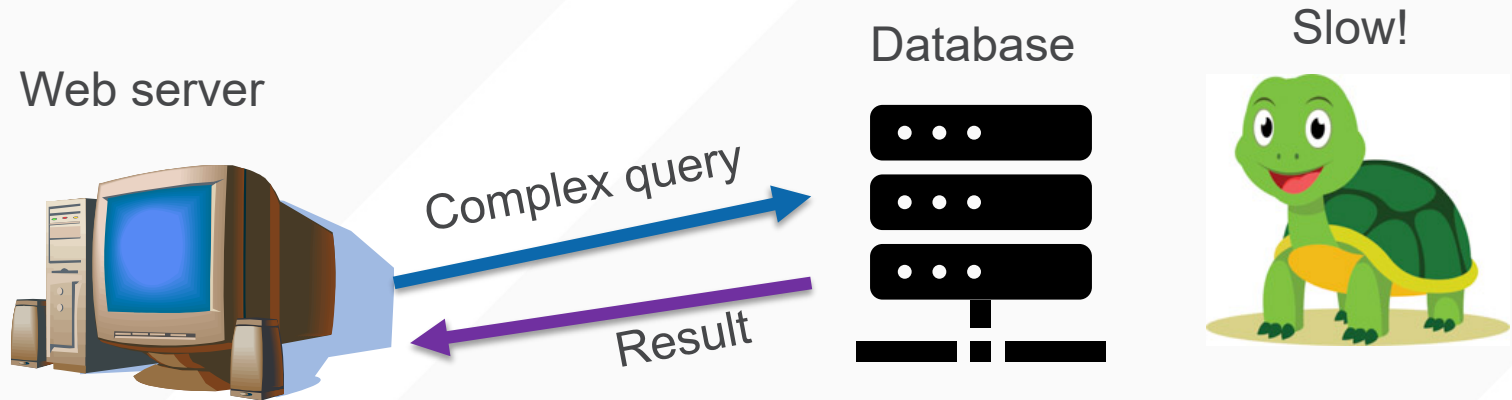 Web server
Complex query
Result
Database
Slow!